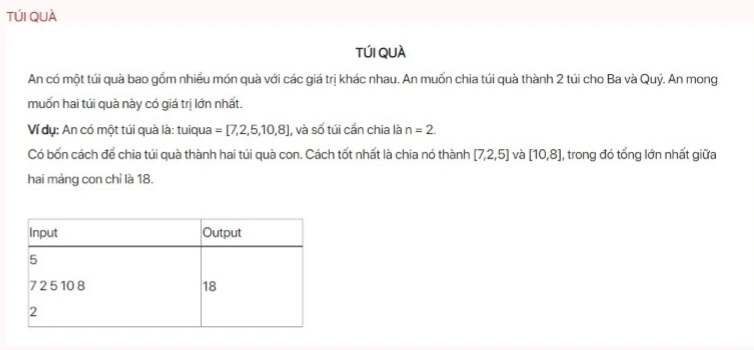 TÚI QUÀ
TÚI QUÀ
An có một túi quà bao gồm nhiều món quà với các giá trị khác nhau. An muốn chia túi quà thành 2 túi cho Ba và Quý. An mong
muốn hai túi quà này có giá trị lớn nhất.
Ví dụ: An có một túi quà là: tuiqua = [7,2,5,10,8], và số túi cần chia là n = 2.
Có bốn cách để chia túi quà thành hai túi quà con. Cách tốt nhất là chia nó thành [7,2,5] và [10,8], trong đó tổng lớn nhất giữa
hai mảng con chỉ là 18.
Input Output
5
7 2 5 10 8 18
2